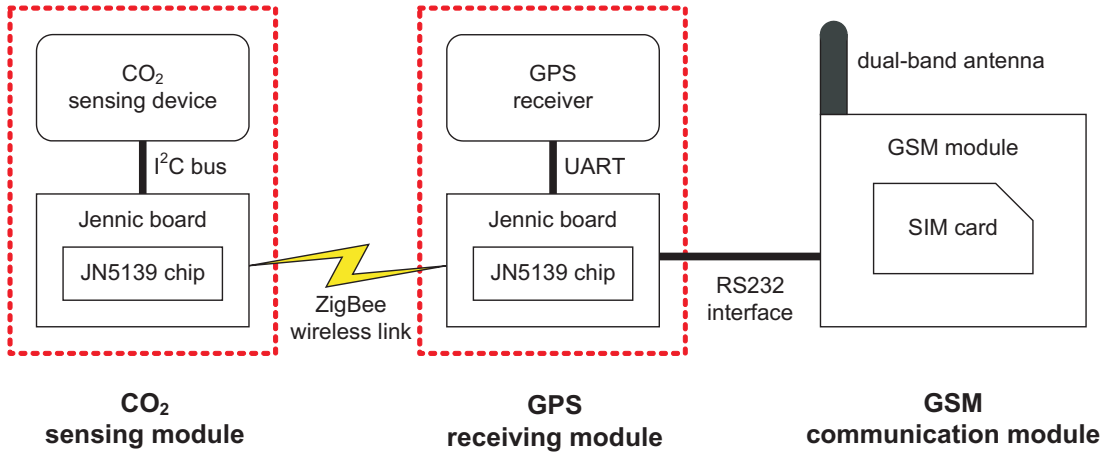 CO₂
sensing device
I²C bus
Jennic board
JN5139 chip
ZigBee
wireless link
GPS
receiver
UART
Jennic board
JN5139 chip
RS232
interface
dual-band antenna
GSM module
SIM card
CO₂
sensing module
GPS
receiving module
GSM
communication module